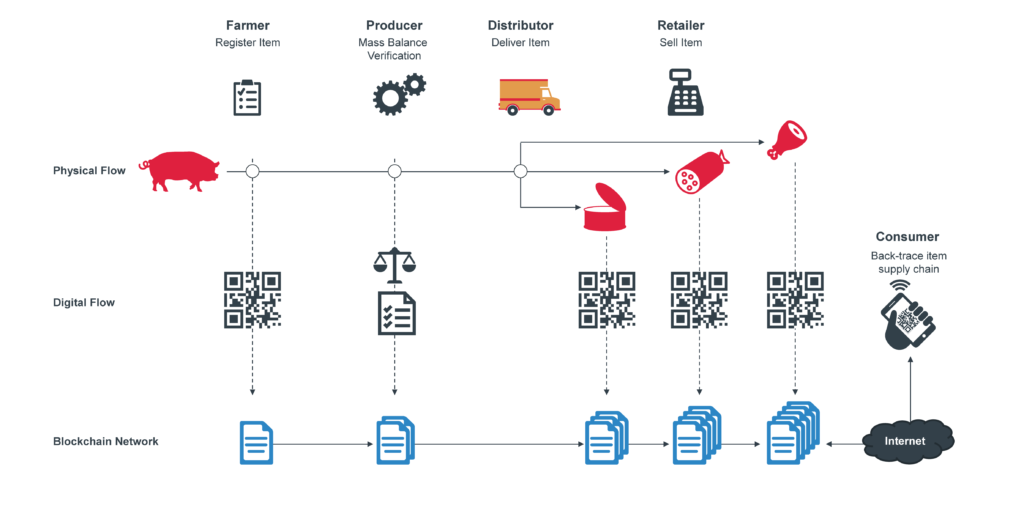 Farmer
Register Item
Producer
Mass Balance
Verification
Distributor
Deliver Item
Retailer
Sell Item
Physical Flow
Consumer
Back-trace item
supply chain
Digital Flow
Blockchain Network
Internet